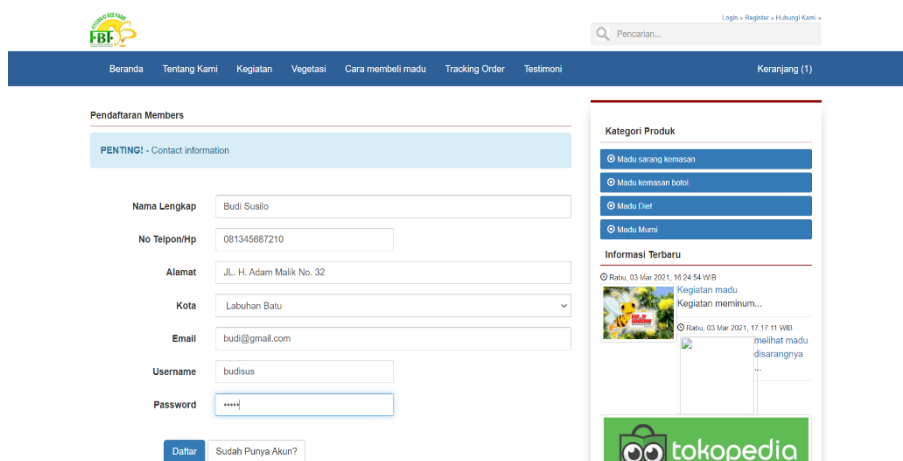 FBF
Login » Register » Hubungi Kami »
Pencarian...
Beranda Tentang Kami Kegiatan Vegetasi Cara membeli madu Tracking Order Testimoni Keranjang (1)
Pendaftaran Members
PENTING! - Contact information
Nama Lengkap Budi Susilo
No Telpon/Hp 081345687210
Alamat JL. H. Adam Malik No. 32
Kota Labuhan Batu
Email budi@gmail.com
Username budisus
Password •••••
Daftar Sudah Punya Akun?
Kategori Produk
Madu sarang kemasan
Madu kemasan botol
Madu Diet
Madu Murni
Informasi Terbaru
Rabu, 03 Mar 2021, 16:24:54 WIB
Kegiatan madu
Kegiatan meminum...
Rabu, 03 Mar 2021, 17:17:11 WIB
melihat madu
disarangnya
...
tokopedia